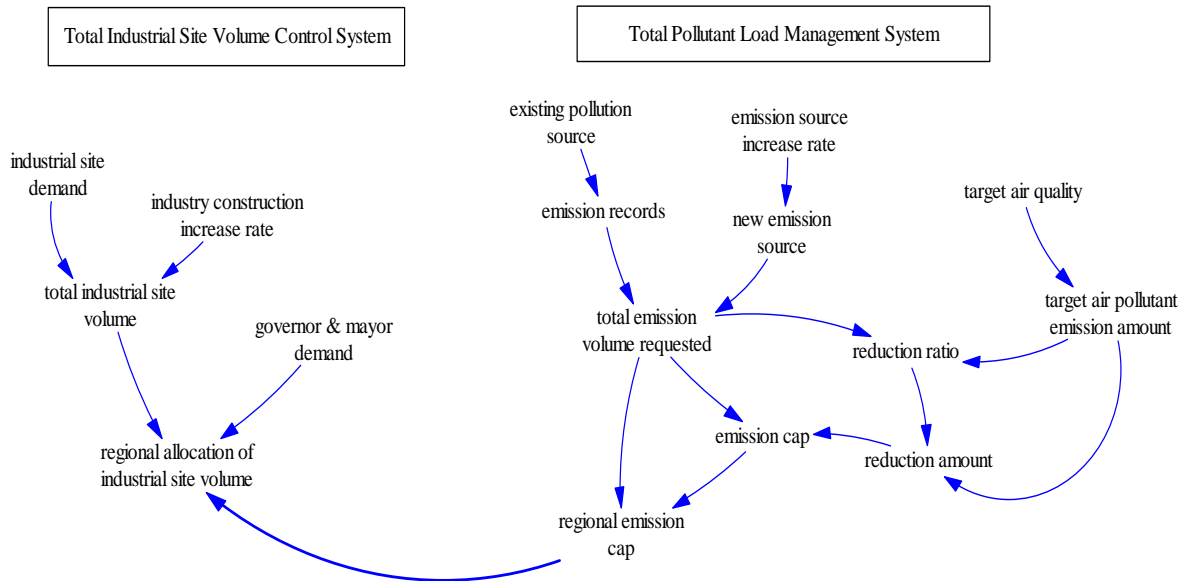 Total Industrial Site Volume Control System
Total Pollutant Load Management System
existing pollution
source
emission source
increase rate
industrial site
demand
industry construction
increase rate
emission records
new emission
source
target air quality
total industrial site
volume
governor & mayor
demand
total emission
volume requested
reduction ratio
target air pollutant
emission amount
regional allocation of
industrial site volume
emission cap
reduction amount
regional emission
cap